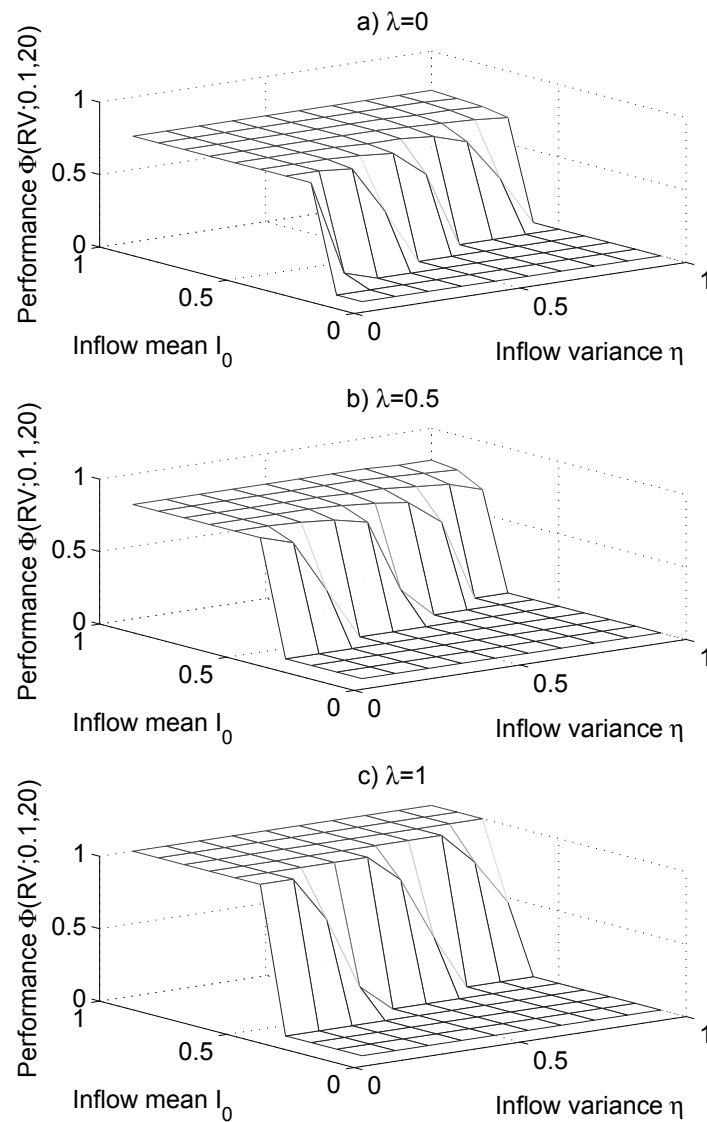 a) λ=0
Performance Φ(RV;0.1,20)
1
0.5
0
1
0.5
0
0
0.5
1
Inflow mean I₀
Inflow variance η
b) λ=0.5
Performance Φ(RV;0.1,20)
1
0.5
0
1
0.5
0
0
0.5
1
Inflow mean I₀
Inflow variance η
c) λ=1
Performance Φ(RV;0.1,20)
1
0.5
0
1
0.5
0
0
0.5
1
Inflow mean I₀
Inflow variance η